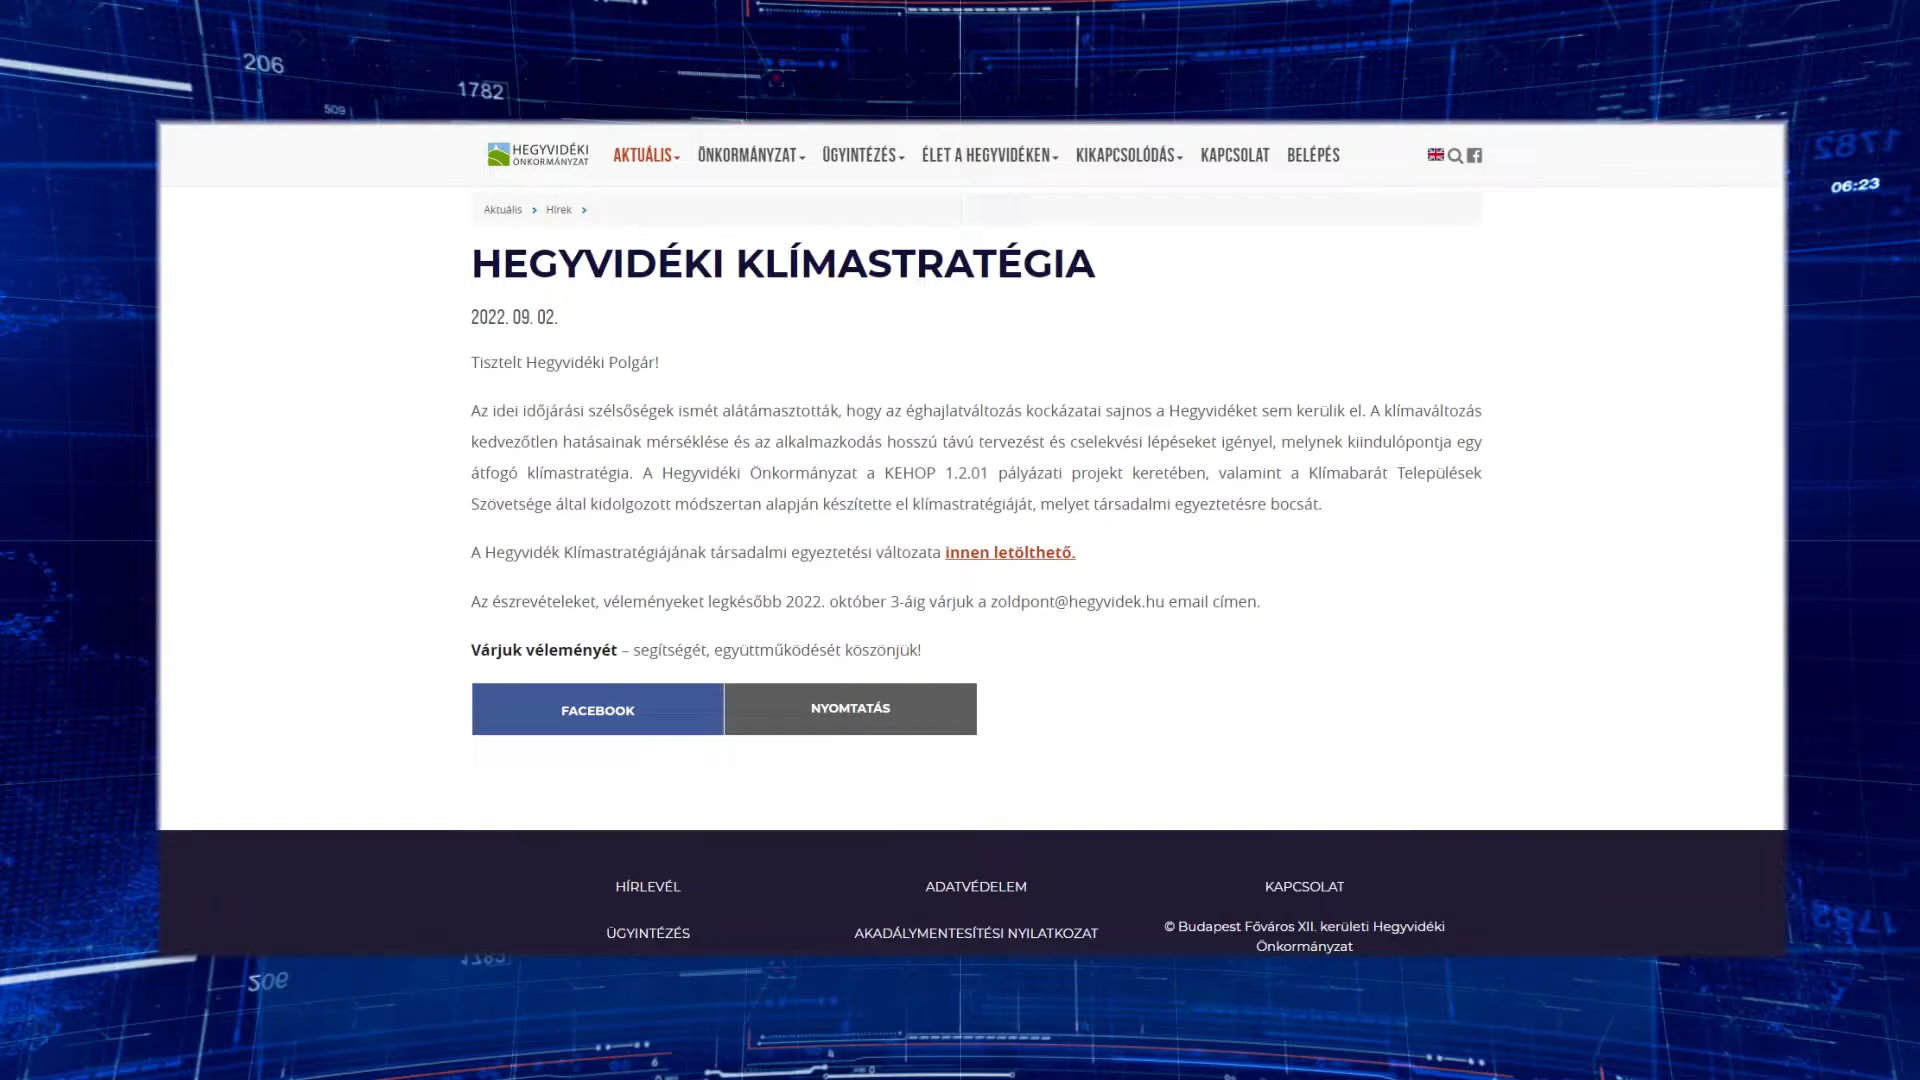 206
1782
509
HEGYVIDÉKI
ÖNKORMÁNYZAT
AKTUÁLIS ÖNKORMÁNYZAT ÜGYINTÉZÉS ÉLET A HEGYVIDÉKEN KIKAPCSOLÓDÁS KAPCSOLAT BELÉPÉS
1782
06:23
Aktuális > Hírek >
HEGYVIDÉKI KLÍMASTRATÉGIA
2022. 09. 02.
Tisztelt Hegyvidéki Polgár!
Az idei időjárási szélsőségek ismét alátámasztották, hogy az éghajlatváltozás kockázatai sajnos a Hegyvidéket sem kerülik el. A klímaváltozás
kedvezőtlen hatásainak mérséklése és az alkalmazkodás hosszú távú tervezést és cselekvési lépéseket igényel, melynek kiindulópontja egy
átfogó klímastratégia. A Hegyvidéki Önkormányzat a KEHOP 1.2.01 pályázati projekt keretében, valamint a Klímabarát Települések
Szövetsége által kidolgozott módszertan alapján készítette el klímastratégiáját, melyet társadalmi egyeztetésre bocsát.
A Hegyvidék Klímastratégiájának társadalmi egyeztetési változata innen letölthető.
Az észrevételeket, véleményeket legkésőbb 2022. október 3-áig várjuk a zoldpont@hegyvidek.hu email címen.
Várjuk véleményét – segítségét, együttműködését köszönjük!
FACEBOOK
NYOMTATÁS
HÍRLEVÉL
ADATVÉDELEM
KAPCSOLAT
ÜGYINTÉZÉS
AKADÁLYMENTESÍTÉSI NYILATKOZAT
© Budapest Főváros XII. kerületi Hegyvidéki
Önkormányzat
1782
206